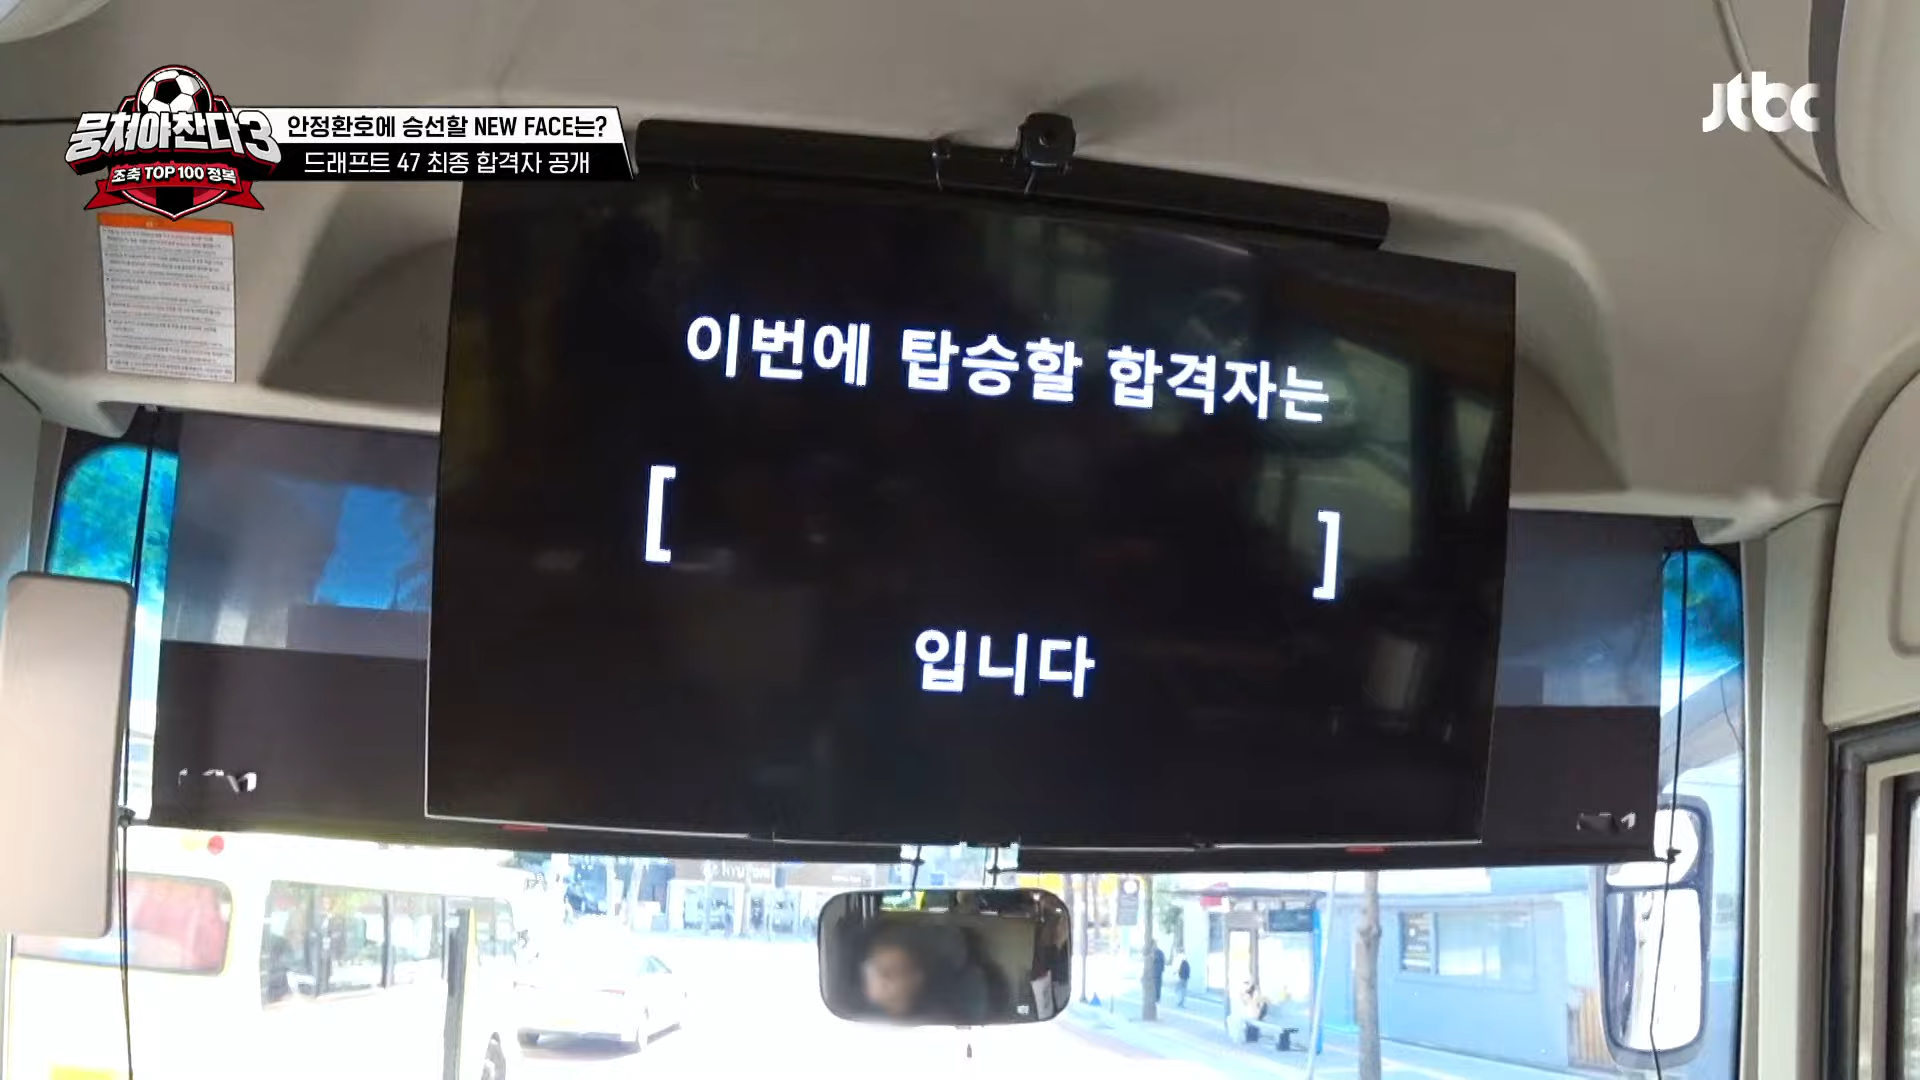 뭉쳐야찬다3
조축 TOP 100 정복
안정환호에 승선할 NEW FACE는?
드래프트 47 최종 합격자 공개
jtbc
이번에 탑승할 합격자는
[ ]
입니다